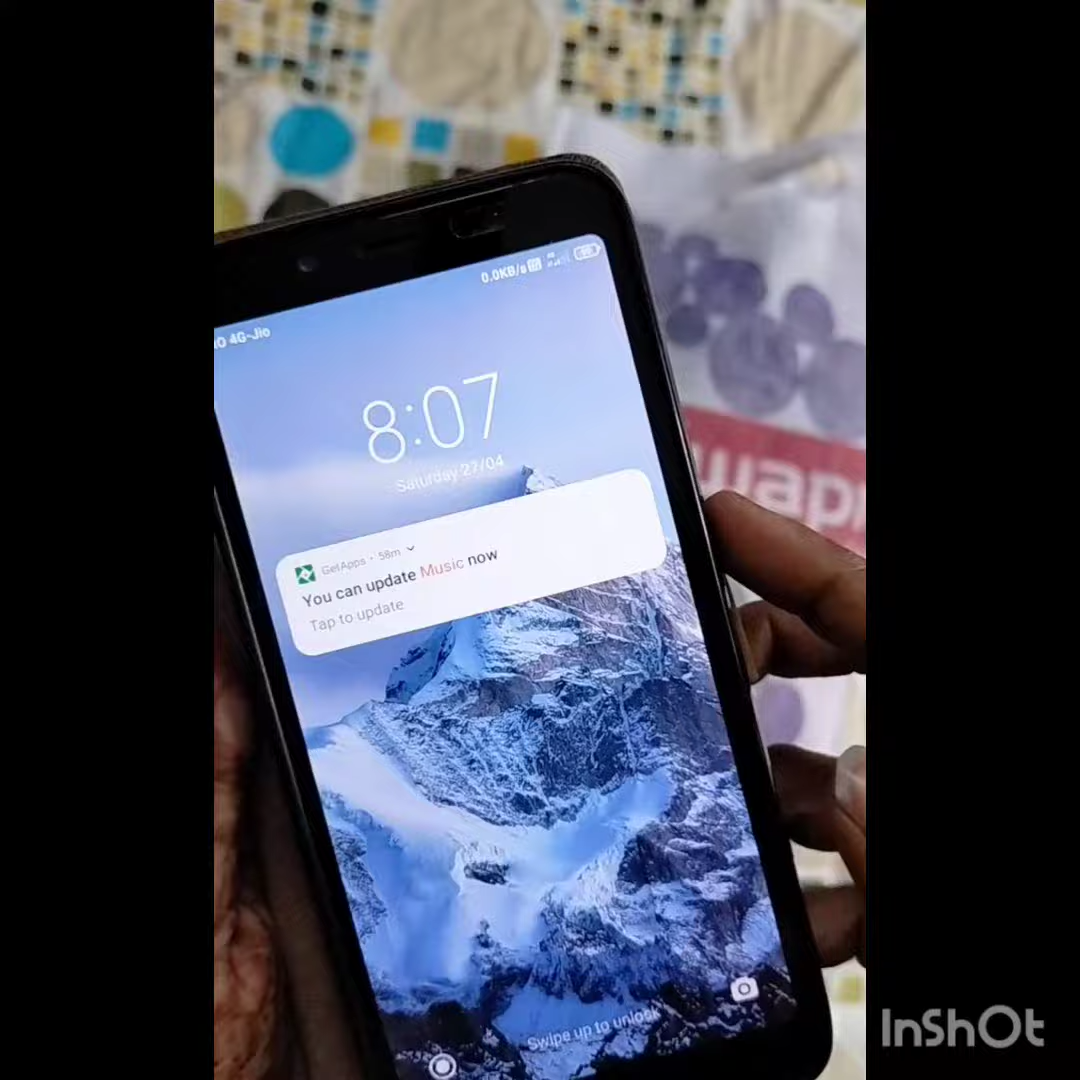 0.0KB/s
4G-Jio
8:07
Saturday 27/04
GetApps · 58m
You can update Music now
Tap to update
Swipe up to unlock
InShOt